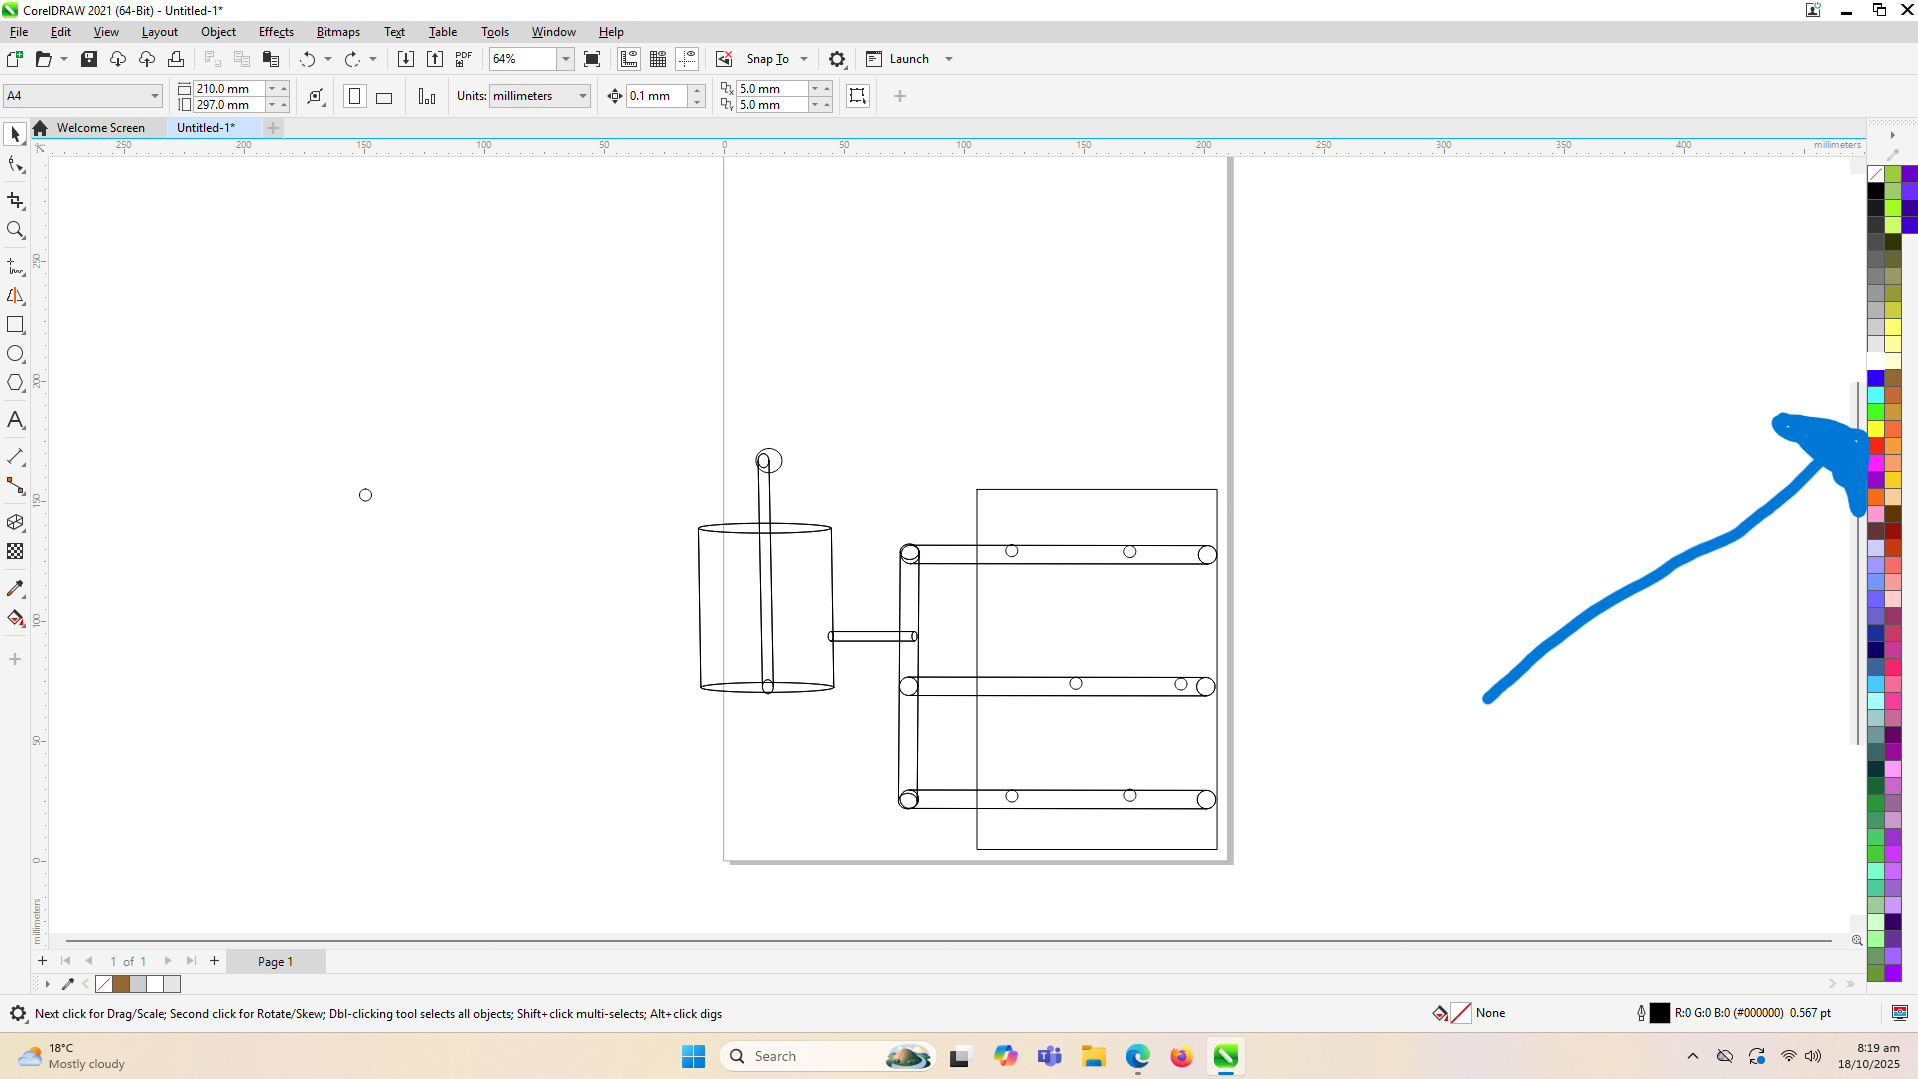 CorelDRAW 2021 (64-Bit) - Untitled-1*
File Edit View Layout Object Effects Bitmaps Text Table Tools Window Help
PDF 64% Snap To Launch
A4 210.0 mm 297.0 mm Units: millimeters 0.1 mm 5.0 mm 5.0 mm
Welcome Screen Untitled-1*
250 200 150 100 50 0 50 100 150 200 250 300 350 400 millimeters
250
200
150
100
50
0
millimeters
1 of 1 Page 1
Next click for Drag/Scale; Second click for Rotate/Skew; Dbl-clicking tool selects all objects; Shift+click multi-selects; Alt+click digs None R:0 G:0 B:0 (#000000) 0.567 pt
18°C
Mostly cloudy
Search
8:19 am
18/10/2025